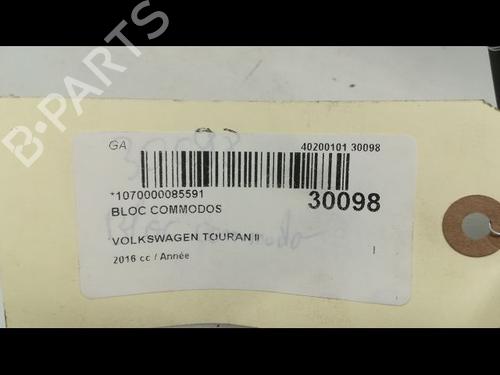 GA
40200101 30098
*1070000085591
30098
BLOC COMMODOS
VOLKSWAGEN TOURAN II
2016 cc / Année
I
B-PARTS